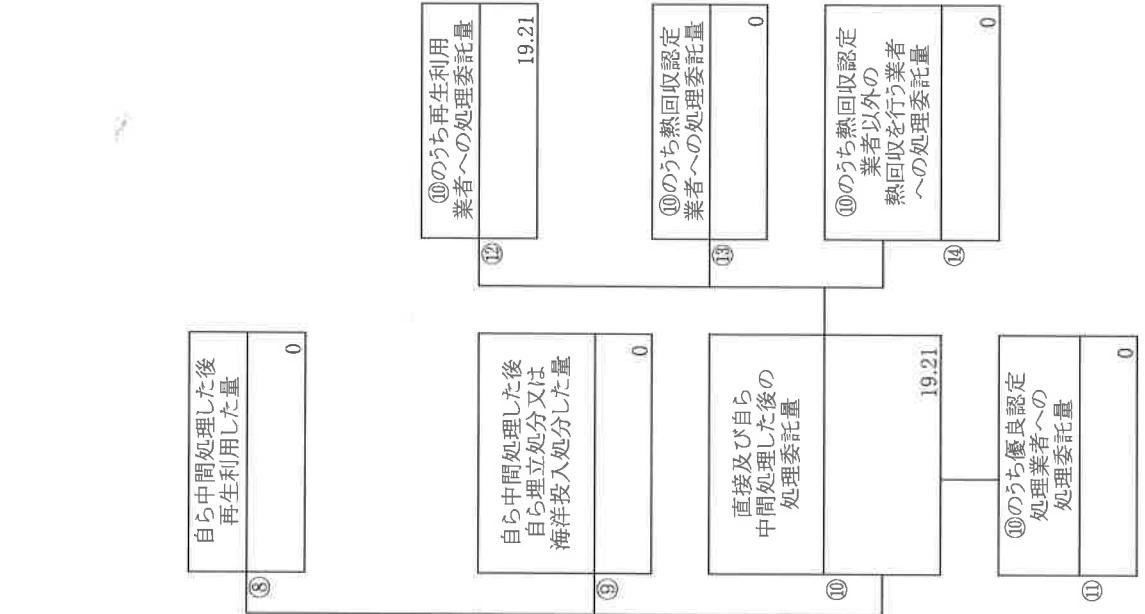 ⑧
自ら中間処理した後
再生利用した量
0
⑨
自ら中間処理した後
自ら埋立処分又は
海洋投入処分した量
0
⑩
直接及び自ら
中間処理した後の
処理委託量
19.21
⑪
⑩のうち優良認定
処理業者への
処理委託量
0
⑫
⑩のうち再生利用
業者への処理委託量
19.21
⑬
⑩のうち熱回収認定
業者への処理委託量
0
⑭
⑩のうち熱回収認定
業者以外の
熱回収を行う業者
への処理委託量
0